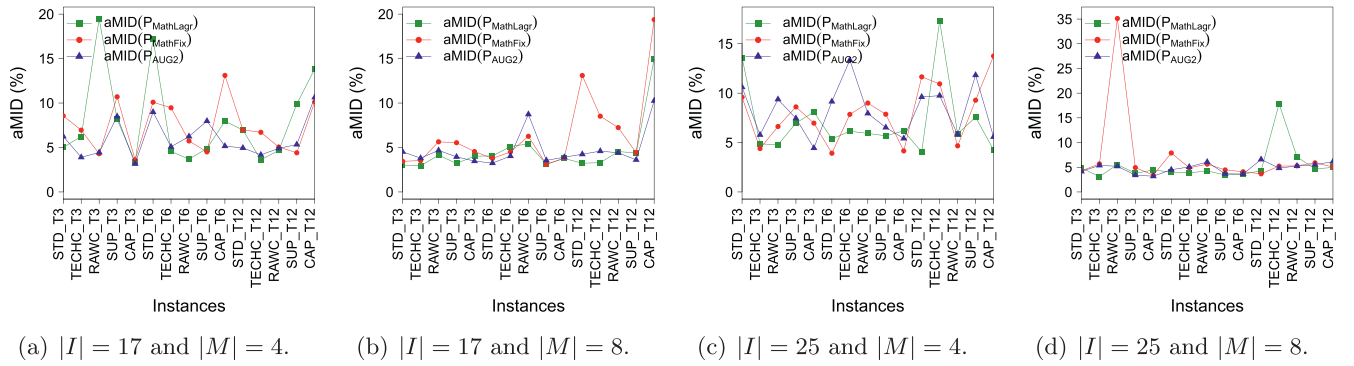 aMID (%)
20
15
10
5
0
aMID(P_MathLagr)
aMID(P_MathFix)
aMID(P_AUG2)
STD_T3
TECHC_T3
RAWC_T3
SUP_T3
CAP_T3
STD_T6
TECHC_T6
RAWC_T6
SUP_T6
CAP_T6
STD_T12
TECHC_T12
RAWC_T12
SUP_T12
CAP_T12
Instances
(a) |I| = 17 and |M| = 4.
aMID (%)
20
15
10
5
0
aMID(P_MathLagr)
aMID(P_MathFix)
aMID(P_AUG2)
STD_T3
TECHC_T3
RAWC_T3
SUP_T3
CAP_T3
STD_T6
TECHC_T6
RAWC_T6
SUP_T6
CAP_T6
STD_T12
TECHC_T12
RAWC_T12
SUP_T12
CAP_T12
Instances
(b) |I| = 17 and |M| = 8.
aMID (%)
15
10
5
0
aMID(P_MathLagr)
aMID(P_MathFix)
aMID(P_AUG2)
STD_T3
TECHC_T3
RAWC_T3
SUP_T3
CAP_T3
STD_T6
TECHC_T6
RAWC_T6
SUP_T6
CAP_T6
STD_T12
TECHC_T12
RAWC_T12
SUP_T12
CAP_T12
Instances
(c) |I| = 25 and |M| = 4.
aMID (%)
35
30
25
20
15
10
5
0
aMID(P_MathLagr)
aMID(P_MathFix)
aMID(P_AUG2)
STD_T3
TECHC_T3
RAWC_T3
SUP_T3
CAP_T3
STD_T6
TECHC_T6
RAWC_T6
SUP_T6
CAP_T6
STD_T12
TECHC_T12
RAWC_T12
SUP_T12
CAP_T12
Instances
(d) |I| = 25 and |M| = 8.